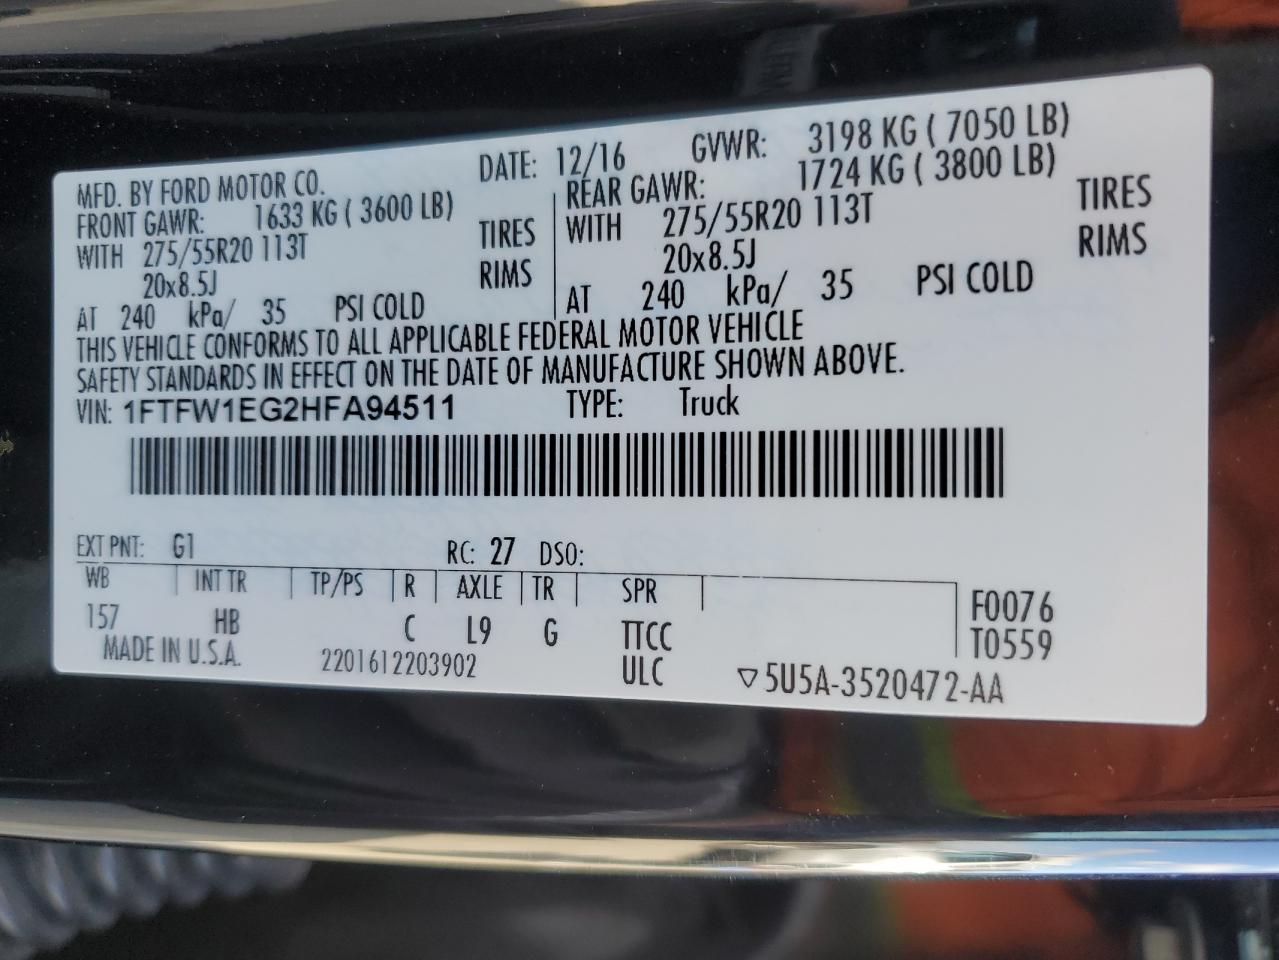 MFD. BY FORD MOTOR CO. DATE: 12/16 GVWR: 3198 KG ( 7050 LB)
FRONT GAWR: 1633 KG ( 3600 LB) REAR GAWR: 1724 KG ( 3800 LB)
WITH 275/55R20 113T TIRES WITH 275/55R20 113T TIRES
20x8.5J RIMS 20x8.5J RIMS
AT 240 kPa/ 35 PSI COLD AT 240 kPa/ 35 PSI COLD
THIS VEHICLE CONFORMS TO ALL APPLICABLE FEDERAL MOTOR VEHICLE
SAFETY STANDARDS IN EFFECT ON THE DATE OF MANUFACTURE SHOWN ABOVE.
VIN: 1FTFW1EG2HFA94511 TYPE: Truck
EXT PNT: G1 RC: 27 DSO:
WB INT TR TP/PS R AXLE TR SPR
157 HB C L9 G TTCC F0076
ULC T0559
MADE IN U.S.A. 2201612203902 ▽5U5A-3520472-AA